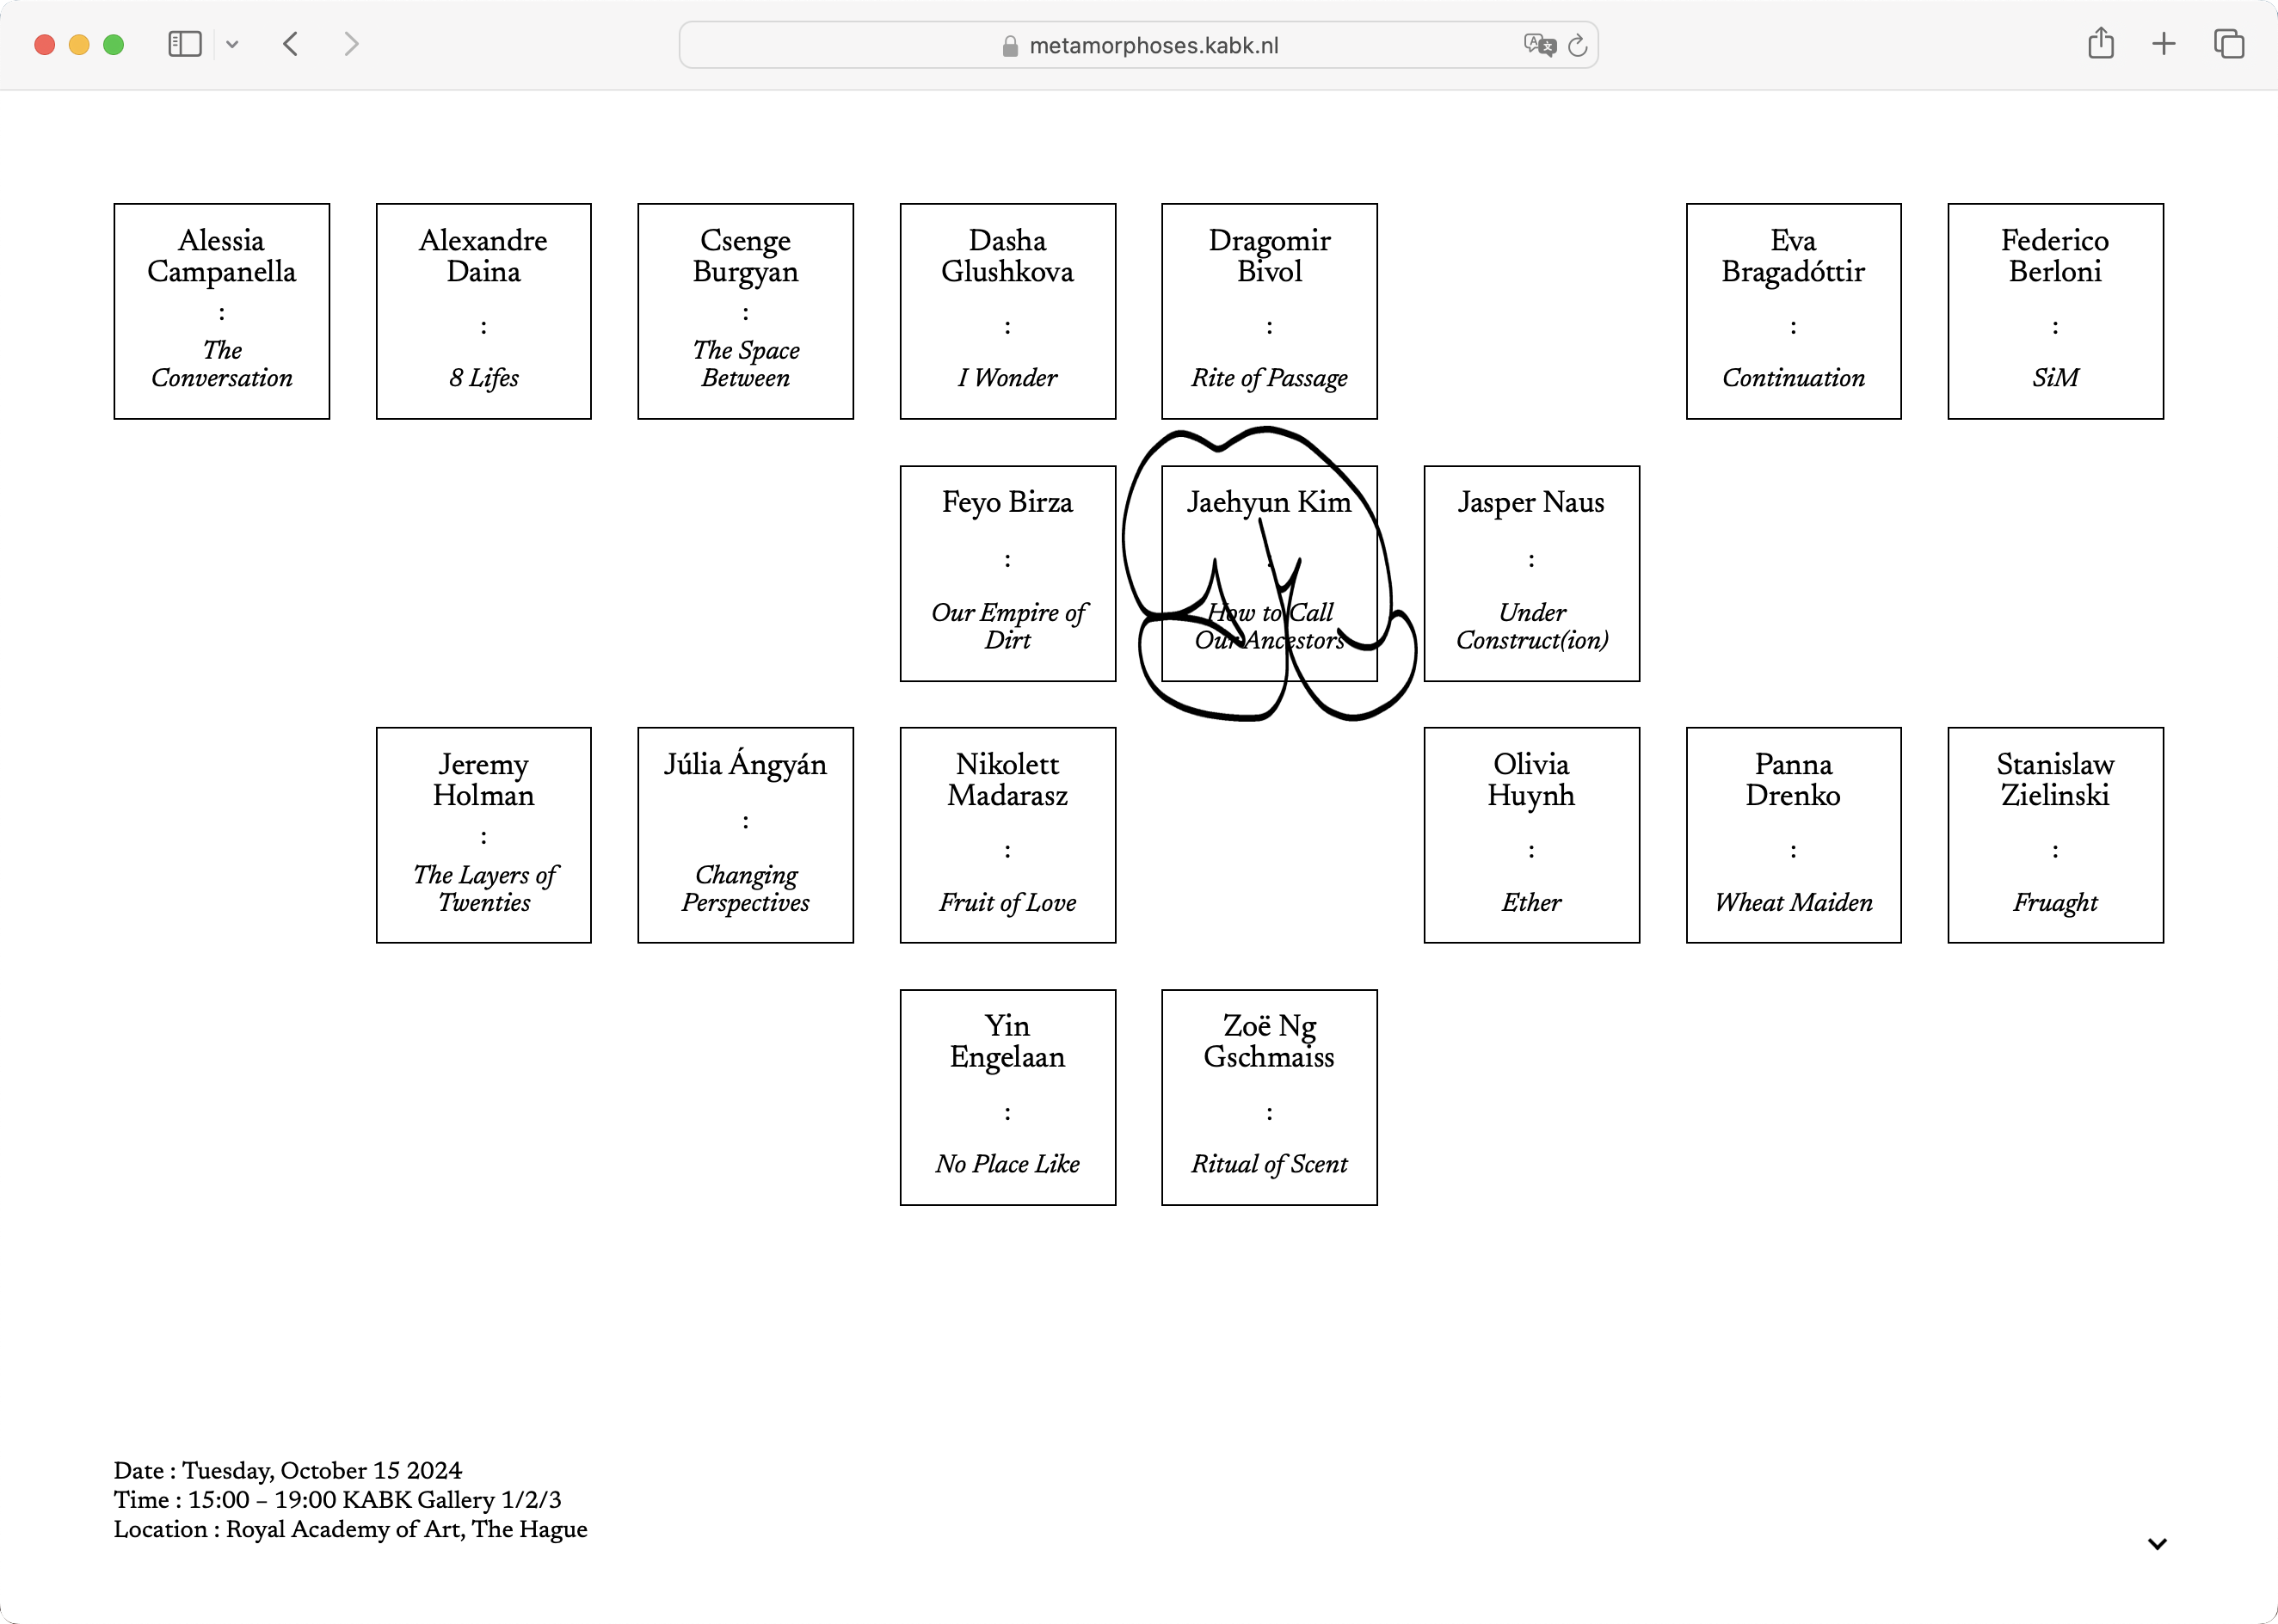 metamorphoses.kabk.nl
Alessia
Campanella
:
The
Conversation
Alexandre
Daina
:
8 Lifes
Csenge
Burgyan
:
The Space
Between
Dasha
Glushkova
:
I Wonder
Dragomir
Bivol
:
Rite of Passage
Eva
Bragadóttir
:
Continuation
Federico
Berloni
:
SiM
Feyo Birza
:
Our Empire of
Dirt
Jaehyun Kim
:
How to Call
Our Ancestors
Jasper Naus
:
Under
Construct(ion)
Jeremy
Holman
:
The Layers of
Twenties
Júlia Ángyán
:
Changing
Perspectives
Nikolett
Madarasz
:
Fruit of Love
Olivia
Huynh
:
Ether
Panna
Drenko
:
Wheat Maiden
Stanislaw
Zielinski
:
Fruaght
Yin
Engelaan
:
No Place Like
Zoë Ng
Gschmaiss
:
Ritual of Scent
Date : Tuesday, October 15 2024
Time : 15:00 – 19:00 KABK Gallery 1/2/3
Location : Royal Academy of Art, The Hague